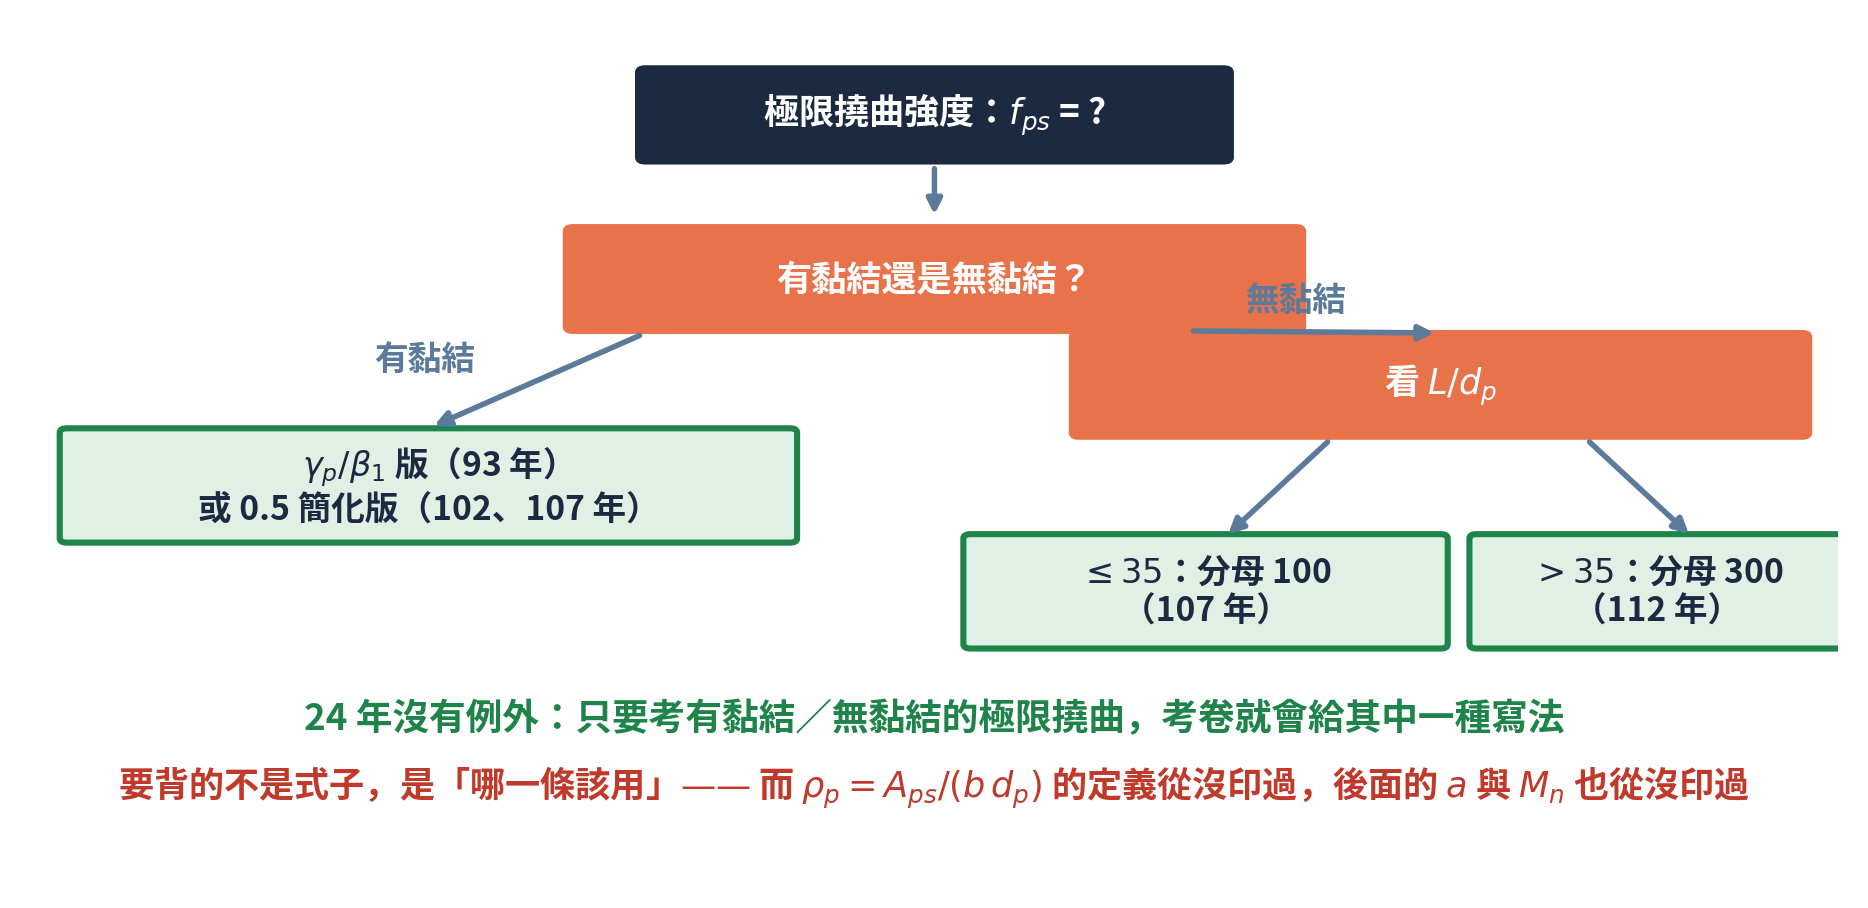 極限撓曲強度：f_ps = ?
有黏結還是無黏結？
無黏結
有黏結
看 L/d_p
γ_p/β_1 版（93 年）
或 0.5 簡化版（102、107 年）
≤ 35：分母 100
（107 年）
> 35：分母 300
（112 年）
24 年沒有例外：只要考有黏結／無黏結的極限撓曲，考卷就會給其中一種寫法
要背的不是式子，是「哪一條該用」—— 而 ρ_p = A_ps/(b d_p) 的定義從沒印過，後面的 a 與 M_n 也從沒印過